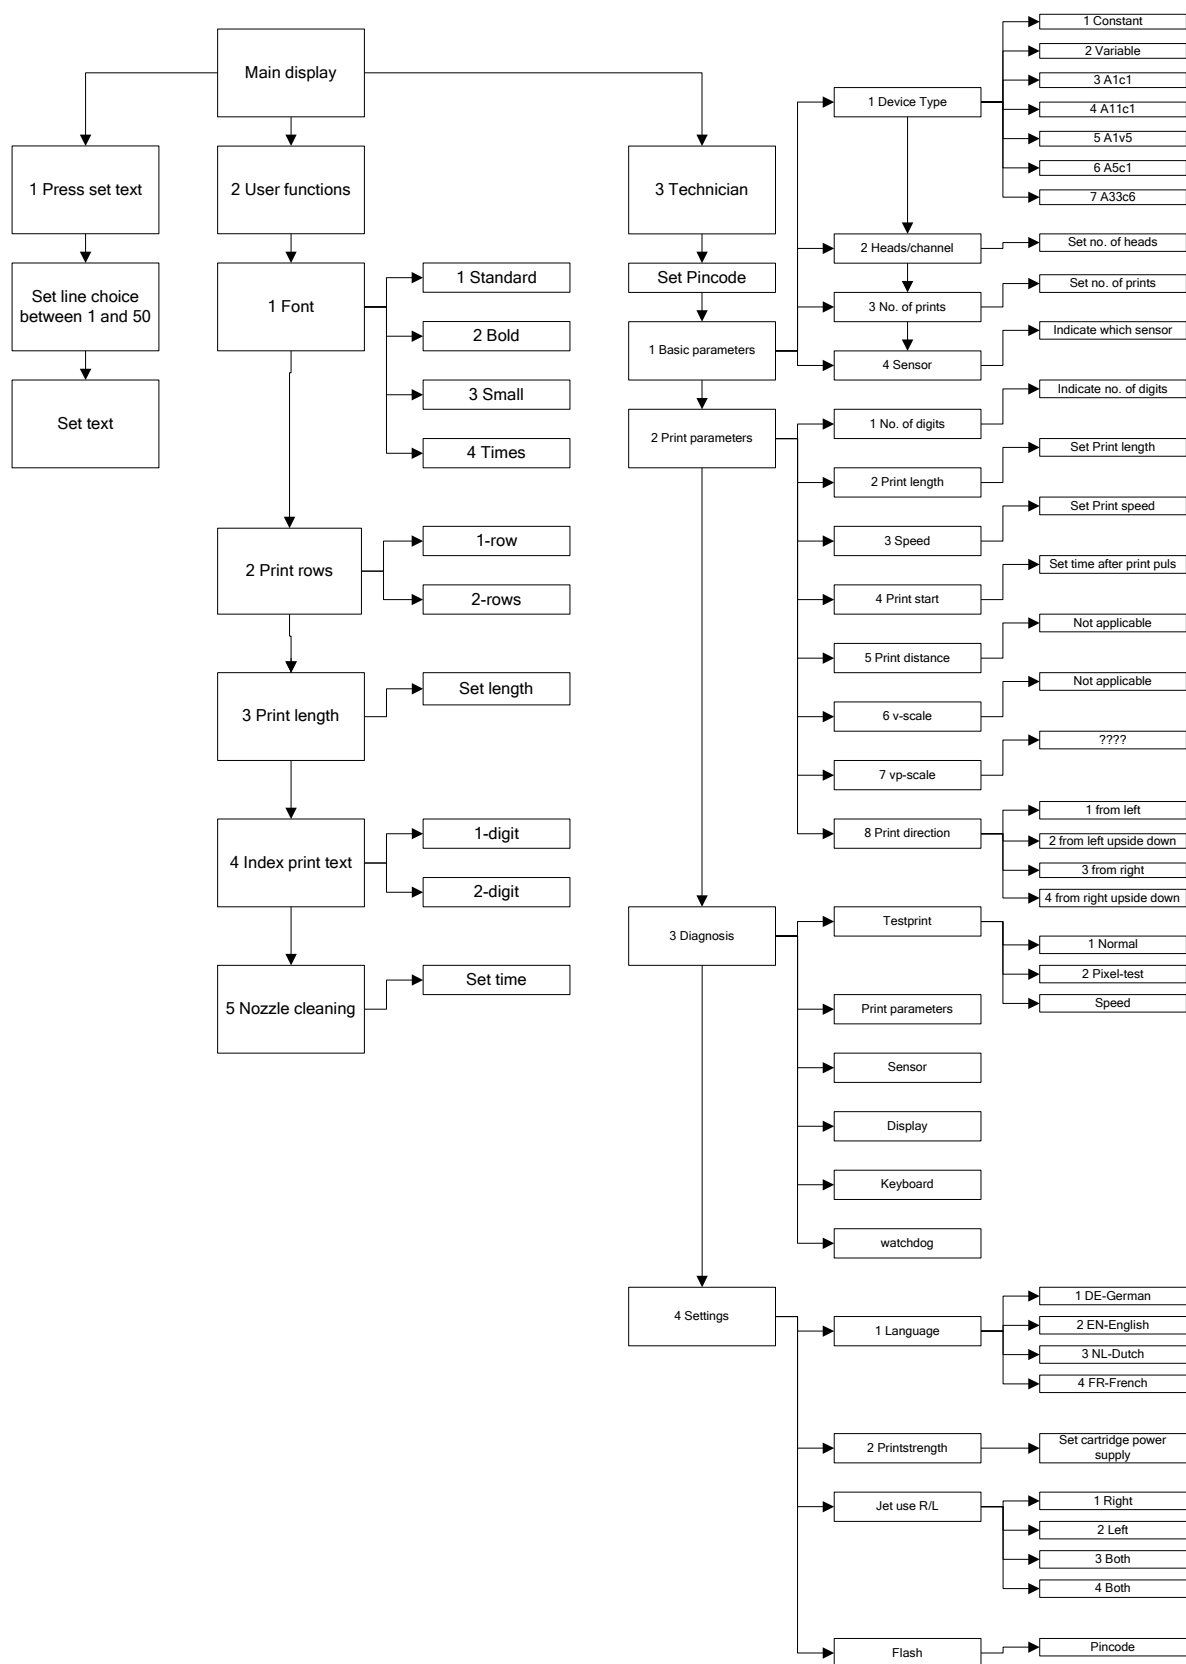 Main display
1 Press set text
Set line choice
between 1 and 50
Set text
2 User functions
1 Font
1 Standard
2 Bold
3 Small
4 Times
2 Print rows
1-row
2-rows
3 Print length
Set length
4 Index print text
1-digit
2-digit
5 Nozzle cleaning
Set time
3 Technician
Set Pincode
1 Basic parameters
1 Device Type
1 Constant
2 Variable
3 A1c1
4 A11c1
5 A1v5
6 A5c1
7 A33c6
2 Heads/channel
Set no. of heads
3 No. of prints
Set no. of prints
4 Sensor
Indicate which sensor
2 Print parameters
1 No. of digits
Indicate no. of digits
2 Print length
Set Print length
3 Speed
Set Print speed
4 Print start
Set time after print puls
5 Print distance
Not applicable
6 v-scale
Not applicable
7 vp-scale
????
8 Print direction
1 from left
2 from left upside down
3 from right
4 from right upside down
3 Diagnosis
Testprint
1 Normal
2 Pixel-test
Speed
Print parameters
Sensor
Display
Keyboard
watchdog
4 Settings
1 Language
1 DE-German
2 EN-English
3 NL-Dutch
4 FR-French
2 Printstrength
Set cartridge power
supply
Jet use R/L
1 Right
2 Left
3 Both
4 Both
Flash
Pincode